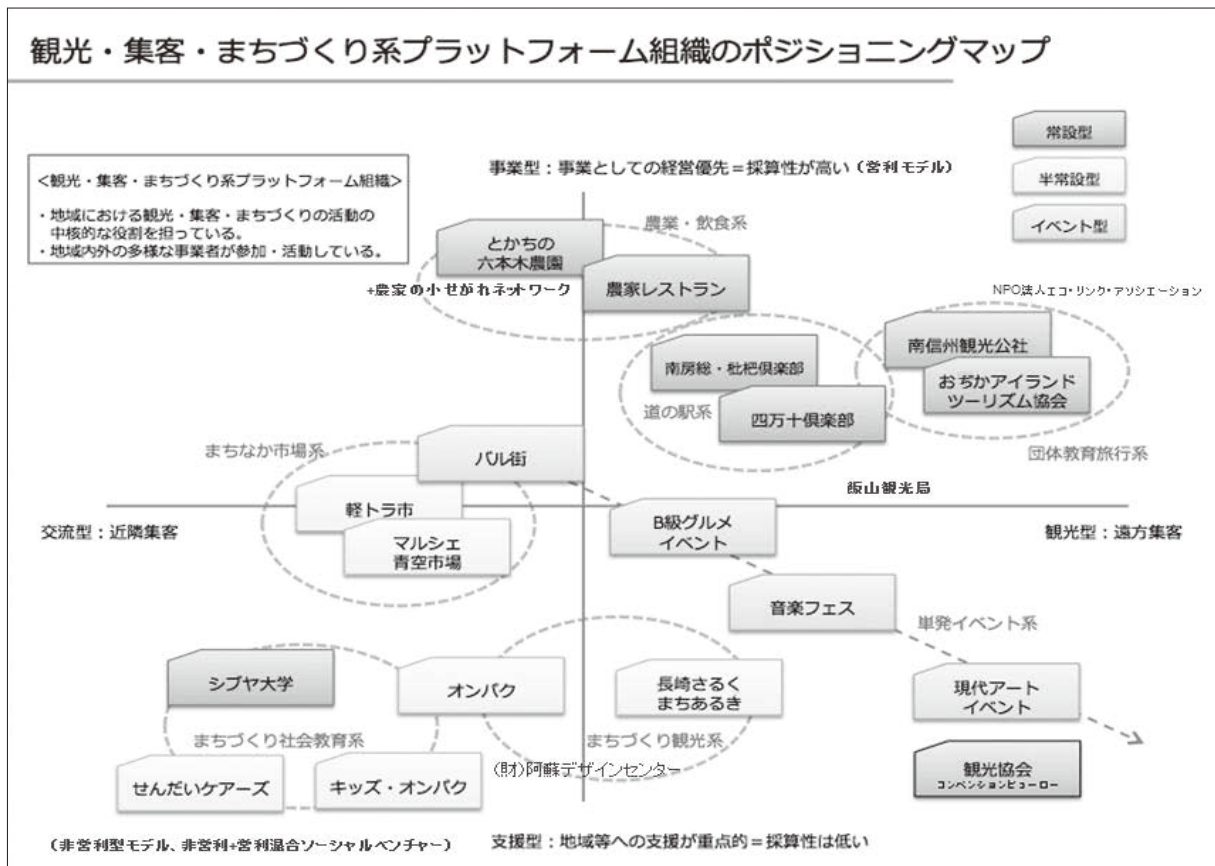 観光・集客・まちづくり系プラットフォーム組織のポジショニングマップ
常設型
半常設型
イベント型
<観光・集客・まちづくり系プラットフォーム組織>
・地域における観光・集客・まちづくりの活動の
中核的な役割を担っている。
・地域内外の多様な事業者が参加・活動している。
事業型：事業としての経営優先＝採算性が高い（営利モデル）
農業・飲食系
とかちの
六本木農園
+農家の小せがれネットワーク
農家レストラン
NPO法人エコ・リンク・アソシエーション
南信州観光公社
おぢかアイランド
ツーリズム協会
団体教育旅行系
南房総・枇杷倶楽部
道の駅系
四万十倶楽部
まちなか市場系
バル街
軽トラ市
マルシェ
青空市場
飯山観光局
交流型：近隣集客
観光型：遠方集客
B級グルメ
イベント
音楽フェス
単発イベント系
現代アート
イベント
観光協会
コンベンションビューロー
シブヤ大学
オンパク
長崎さるく
まちあるき
まちづくり社会教育系
まちづくり観光系
せんだいケアーズ
キッズ・オンパク
(財)阿蘇デザインセンター
（非営利型モデル、非営利+営利混合ソーシャルベンチャー）
支援型：地域等への支援が重点的＝採算性は低い